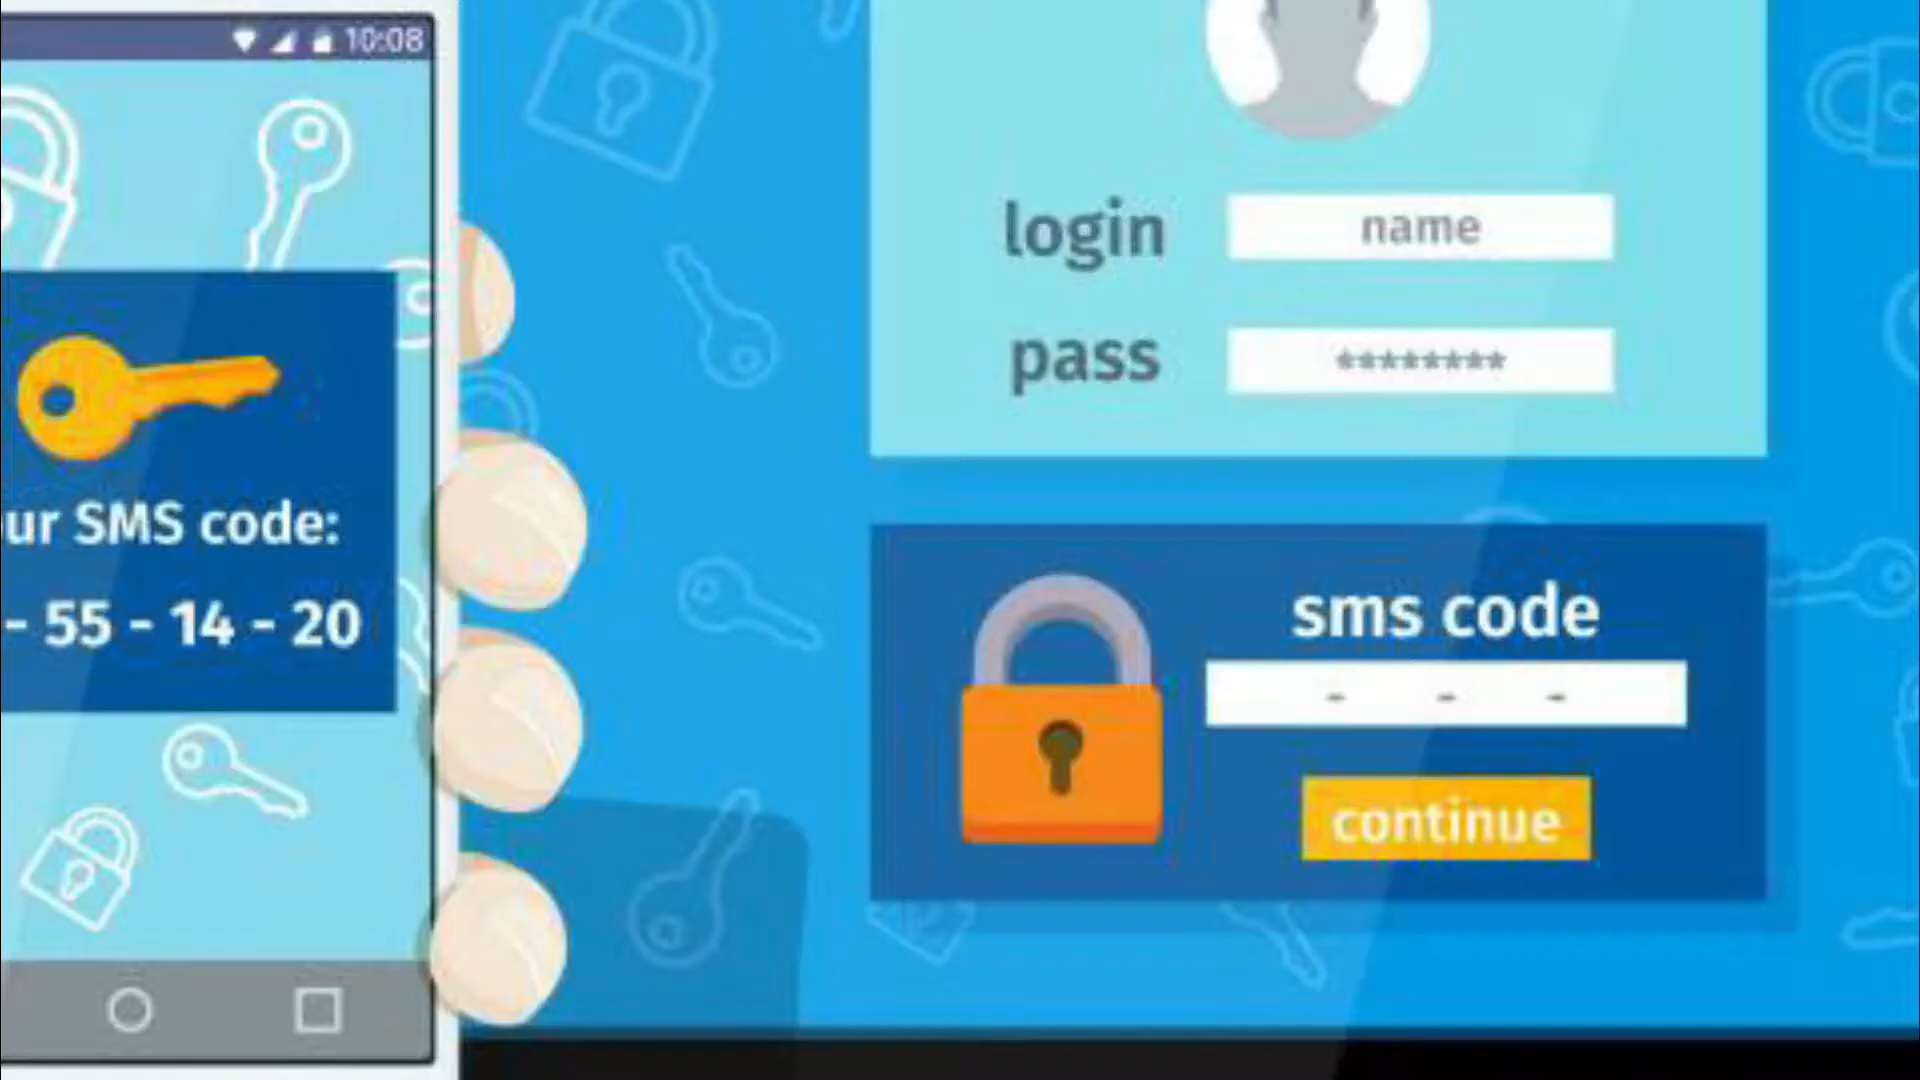 10:08
ur SMS code:
- 55 - 14 - 20
login
name
pass
********
sms code
- - -
continue